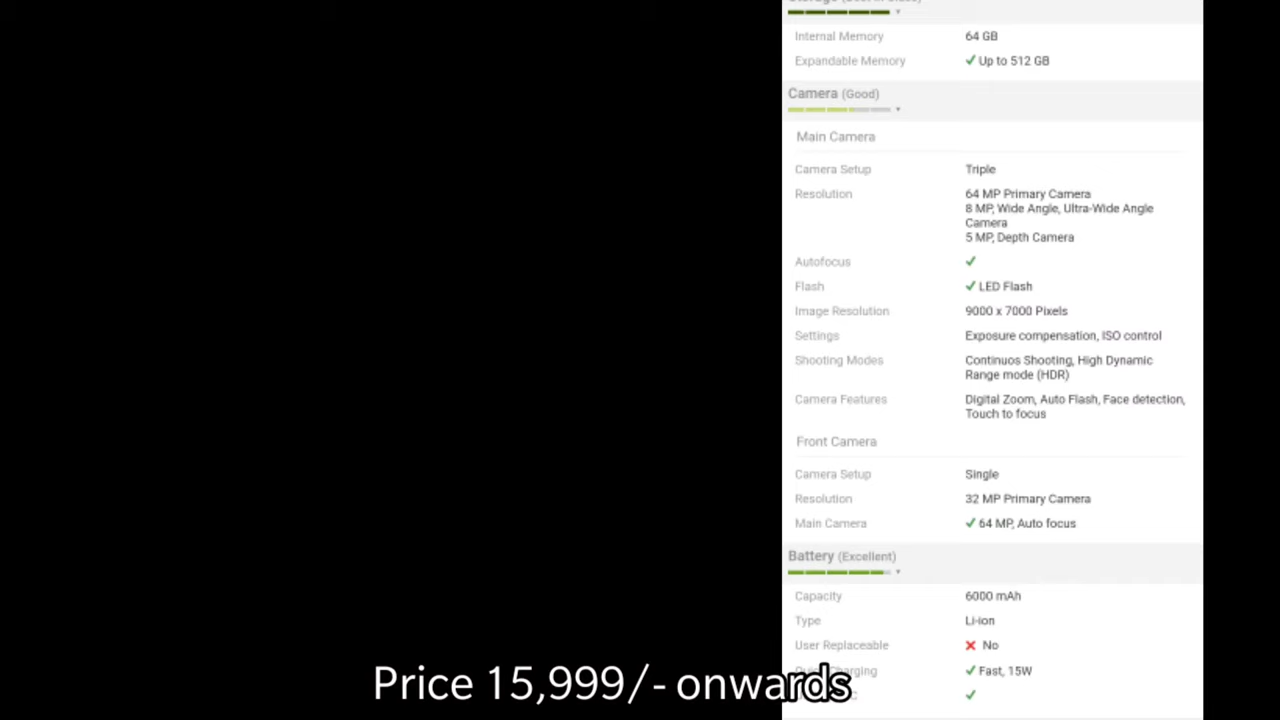 Internal Memory 64 GB
Expandable Memory ✓ Up to 512 GB
Camera (Good)
Main Camera
Camera Setup Triple
Resolution 64 MP Primary Camera
8 MP, Wide Angle, Ultra-Wide Angle
Camera
5 MP, Depth Camera
Autofocus ✓
Flash ✓ LED Flash
Image Resolution 9000 x 7000 Pixels
Settings Exposure compensation, ISO control
Shooting Modes Continuos Shooting, High Dynamic
Range mode (HDR)
Camera Features Digital Zoom, Auto Flash, Face detection,
Touch to focus
Front Camera
Camera Setup Single
Resolution 32 MP Primary Camera
Main Camera ✓ 64 MP, Auto focus
Battery (Excellent)
Capacity 6000 mAh
Type Li-ion
User Replaceable ✗ No
Charging ✓ Fast, 15W
Price 15,999/- onwards